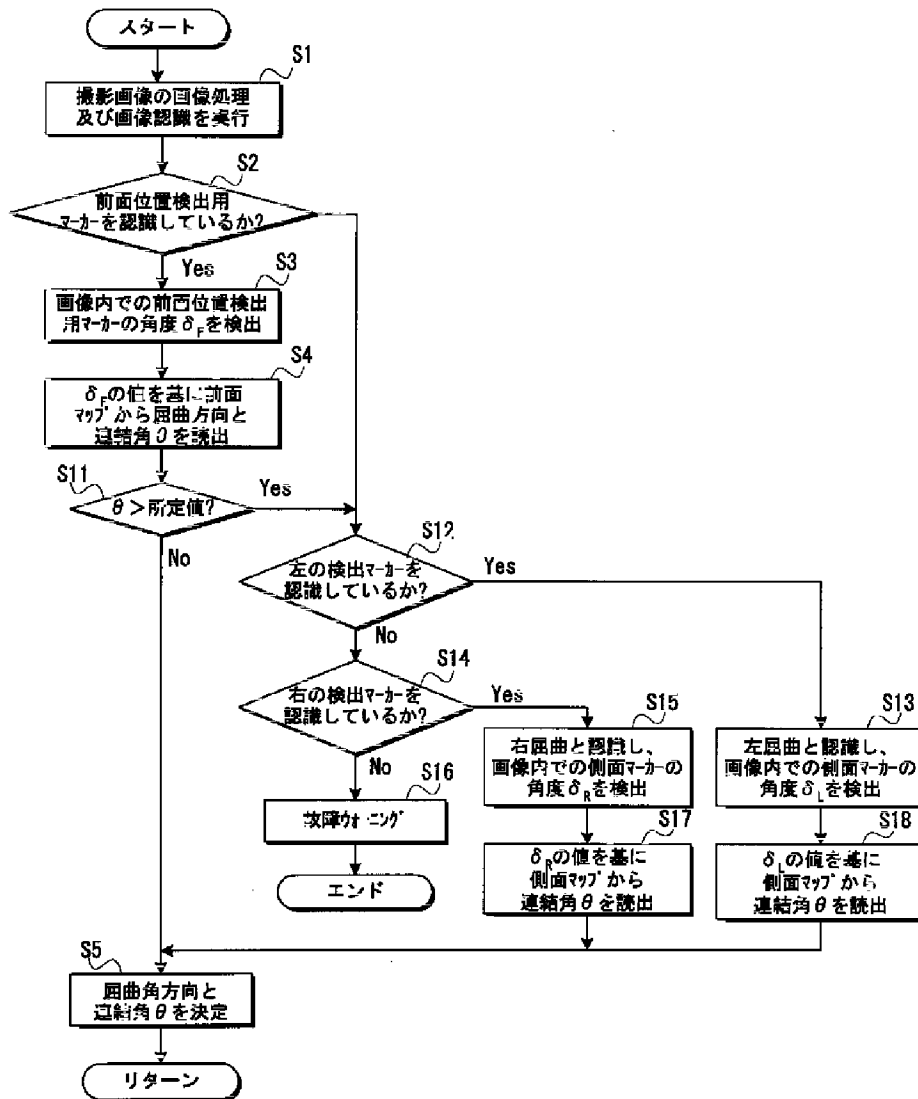 スタート
S1
撮影画像の画像処理
及び画像認識を実行
S2
前面位置検出用
マーカーを認識しているか?
Yes
S3
画像内での前面位置検出
用マーカーの角度δFを検出
S4
δFの値を基に前面
マップから屈曲方向と
連結角θを読出
S11
θ>所定値?
Yes
No
S12
左の検出マーカーを
認識しているか?
Yes
No
S14
右の検出マーカーを
認識しているか?
Yes
No
S15
右屈曲と認識し、
画像内での側面マーカーの
角度δRを検出
S13
左屈曲と認識し、
画像内での側面マーカーの
角度δLを検出
S16
故障ウォーニング
エンド
S17
δRの値を基に
側面マップから
連結角θを読出
S18
δLの値を基に
側面マップから
連結角θを読出
S5
屈曲角方向と
連結角θを決定
リターン